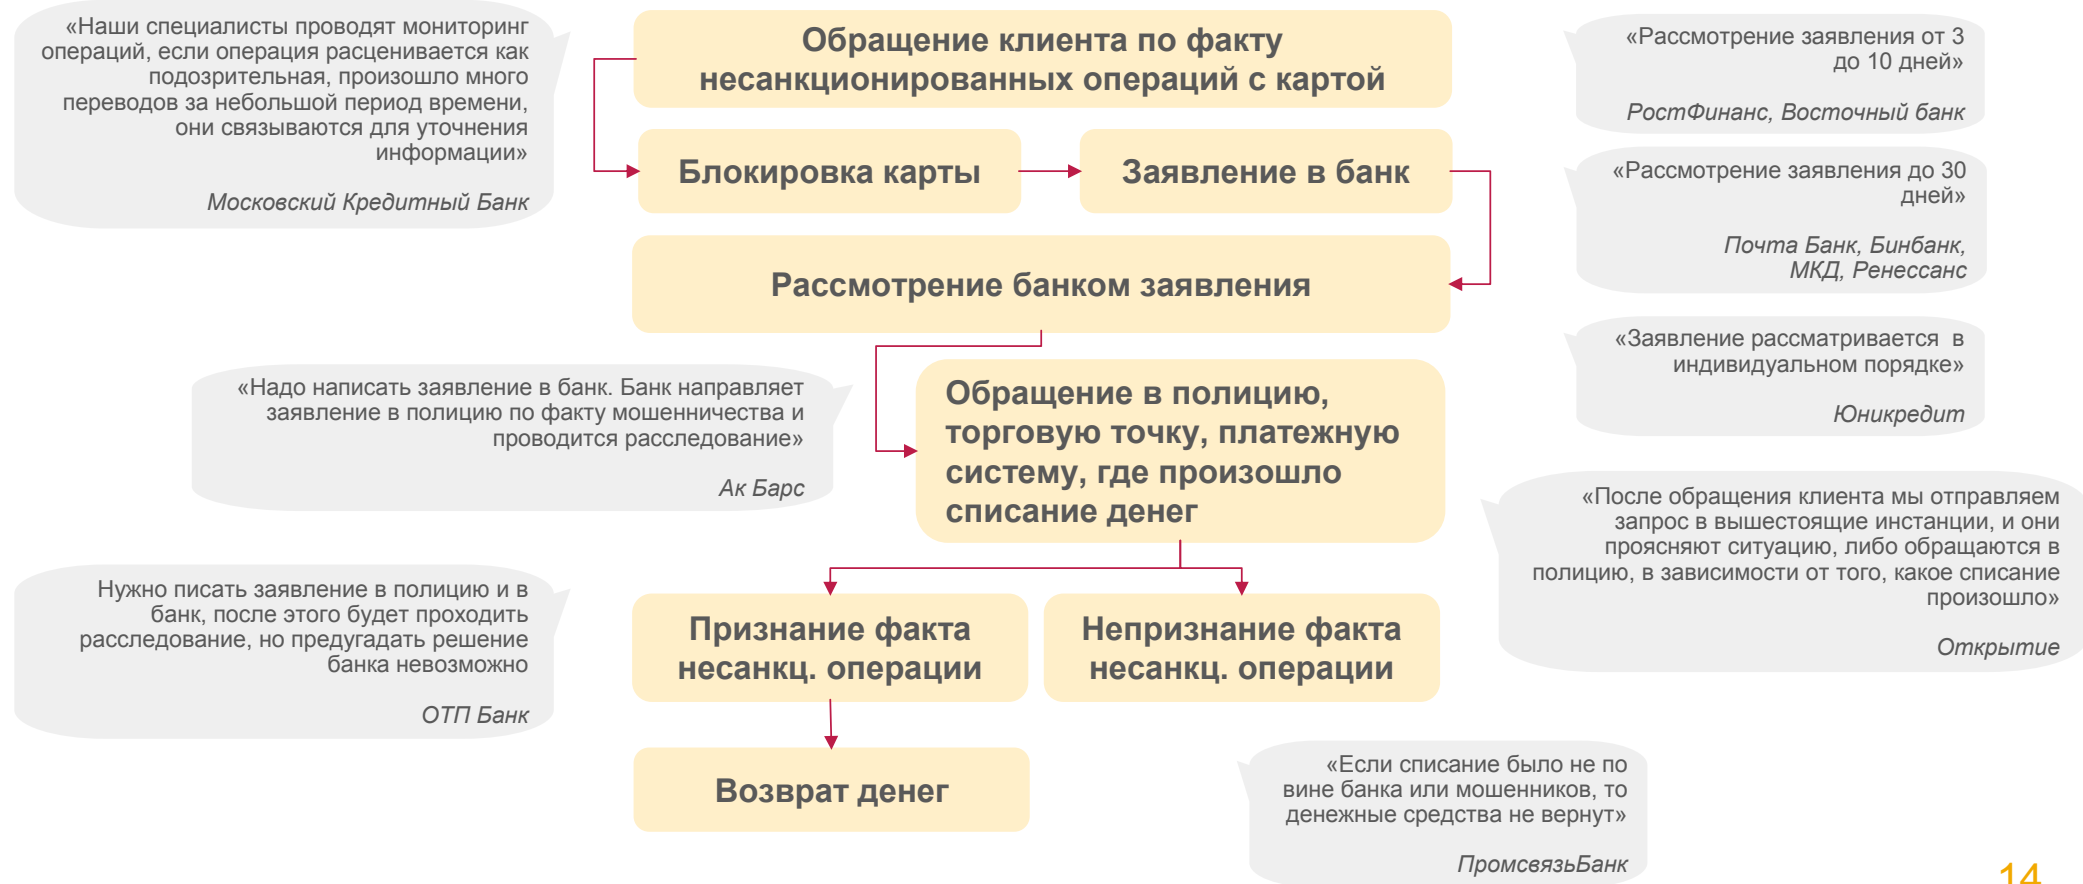 «Наши специалисты проводят мониторинг
операций, если операция расценивается как
подозрительная, произошло много
переводов за небольшой период времени,
они связываются для уточнения
информации»
Московский Кредитный Банк
Обращение клиента по факту
несанкционированных операций с картой
«Рассмотрение заявления от 3
до 10 дней»
РостФинанс, Восточный банк
Блокировка карты
Заявление в банк
«Рассмотрение заявления до 30
дней»
Почта Банк, Бинбанк,
МКД, Ренессанс
Рассмотрение банком заявления
«Заявление рассматривается в
индивидуальном порядке»
Юникредит
«Надо написать заявление в банк. Банк направляет
заявление в полицию по факту мошенничества и
проводится расследование»
Ак Барс
Обращение в полицию,
торговую точку, платежную
систему, где произошло
списание денег
«После обращения клиента мы отправляем
запрос в вышестоящие инстанции, и они
проясняют ситуацию, либо обращаются в
полицию, в зависимости от того, какое списание
произошло»
Открытие
Нужно писать заявление в полицию и в
банк, после этого будет проходить
расследование, но предугадать решение
банка невозможно
ОТП Банк
Признание факта
несанкц. операции
Непризнание факта
несанкц. операции
Возврат денег
«Если списание было не по
вине банка или мошенников, то
денежные средства не вернут»
ПромсвязьБанк
14